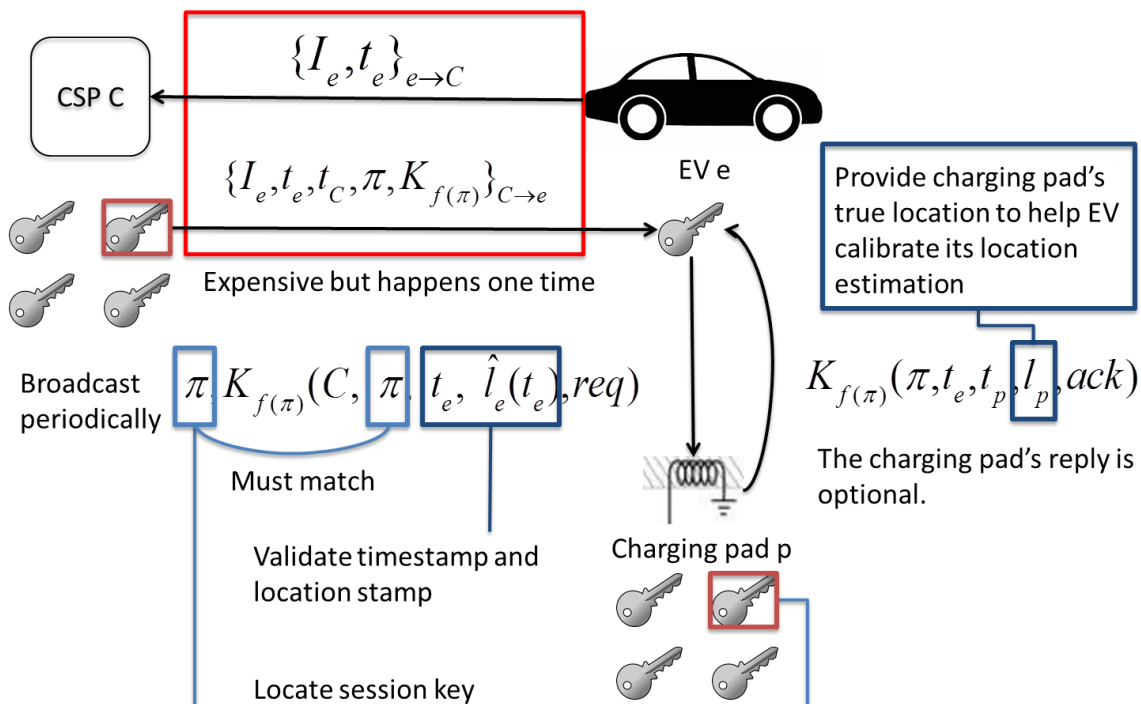 {I_e, t_e}_{e→C}
CSP C
{I_e, t_e, t_C, π, K_{f(π)}}_{C→e}
EV e
Provide charging pad's
true location to help EV
calibrate its location
estimation
Expensive but happens one time
Broadcast
periodically
π, K_{f(π)}(C, π, t_e, l̂_e(t_e), req)
K_{f(π)}(π, t_e, t_p, l_p, ack)
Must match
The charging pad's reply is
optional.
Validate timestamp and
location stamp
Charging pad p
Locate session key